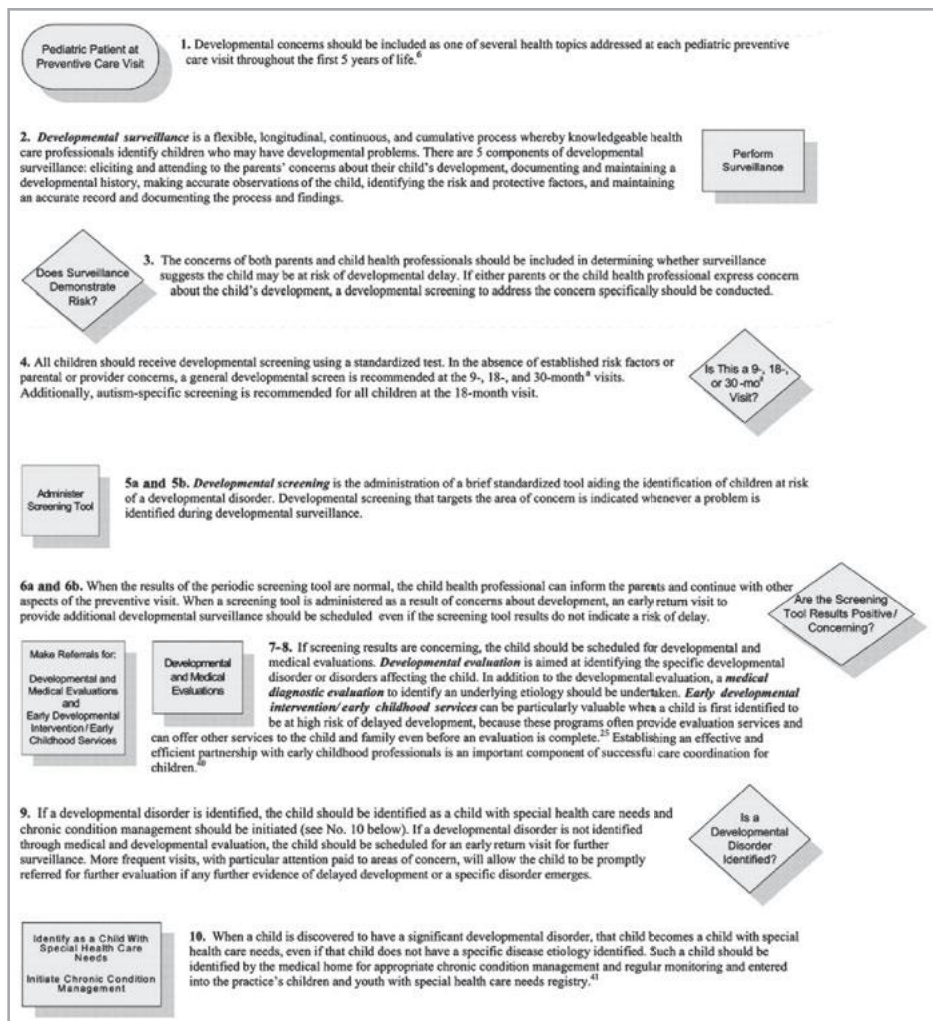 Pediatric Patient at
Preventive Care Visit
1. Developmental concerns should be included as one of several health topics addressed at each pediatric preventive
care visit throughout the first 5 years of life.6
2. Developmental surveillance is a flexible, longitudinal, continuous, and cumulative process whereby knowledgeable health
care professionals identify children who may have developmental problems. There are 5 components of developmental
surveillance: eliciting and attending to the parents' concerns about their child's development, documenting and maintaining a
developmental history, making accurate observations of the child, identifying the risk and protective factors, and maintaining
an accurate record and documenting the process and findings.
Perform
Surveillance
Does Surveillance
Demonstrate
Risk?
3. The concerns of both parents and child health professionals should be included in determining whether surveillance
suggests the child may be at risk of developmental delay. If either parents or the child health professional express concern
about the child's development, a developmental screening to address the concern specifically should be conducted.
4. All children should receive developmental screening using a standardized test. In the absence of established risk factors or
parental or provider concerns, a general developmental screen is recommended at the 9-, 18-, and 30-monthª visits.
Additionally, autism-specific screening is recommended for all children at the 18-month visit.
Is This a 9-, 18-,
or 30-moª
Visit?
Administer
Screening Tool
5a and 5b. Developmental screening is the administration of a brief standardized tool aiding the identification of children at risk
of a developmental disorder. Developmental screening that targets the area of concern is indicated whenever a problem is
identified during developmental surveillance.
6a and 6b. When the results of the periodic screening tool are normal, the child health professional can inform the parents and continue with other
aspects of the preventive visit. When a screening tool is administered as a result of concerns about development, an early return visit to
provide additional developmental surveillance should be scheduled even if the screening tool results do not indicate a risk of delay.
Are the Screening
Tool Results Positive/
Concerning?
Make Referrals for:
Developmental and
Medical Evaluations
and
Early Developmental
Intervention/Early
Childhood Services
Developmental
and Medical
Evaluations
7-8. If screening results are concerning, the child should be scheduled for developmental and
medical evaluations. Developmental evaluation is aimed at identifying the specific developmental
disorder or disorders affecting the child. In addition to the developmental evaluation, a medical
diagnostic evaluation to identify an underlying etiology should be undertaken. Early developmental
intervention/early childhood services can be particularly valuable when a child is first identified to
be at high risk of delayed development, because these programs often provide evaluation services and
can offer other services to the child and family even before an evaluation is complete.25 Establishing an effective and
efficient partnership with early childhood professionals is an important component of successful care coordination for
children.40
9. If a developmental disorder is identified, the child should be identified as a child with special health care needs and
chronic condition management should be initiated (see No. 10 below). If a developmental disorder is not identified
through medical and developmental evaluation, the child should be scheduled for an early return visit for further
surveillance. More frequent visits, with particular attention paid to areas of concern, will allow the child to be promptly
referred for further evaluation if any further evidence of delayed development or a specific disorder emerges.
Is a
Developmental
Disorder
Identified?
Identify as a Child With
Special Health Care
Needs
Initiate Chronic Condition
Management
10. When a child is discovered to have a significant developmental disorder, that child becomes a child with special
health care needs, even if that child does not have a specific disease etiology identified. Such a child should be
identified by the medical home for appropriate chronic condition management and regular monitoring and entered
into the practice's children and youth with special health care needs registry.41